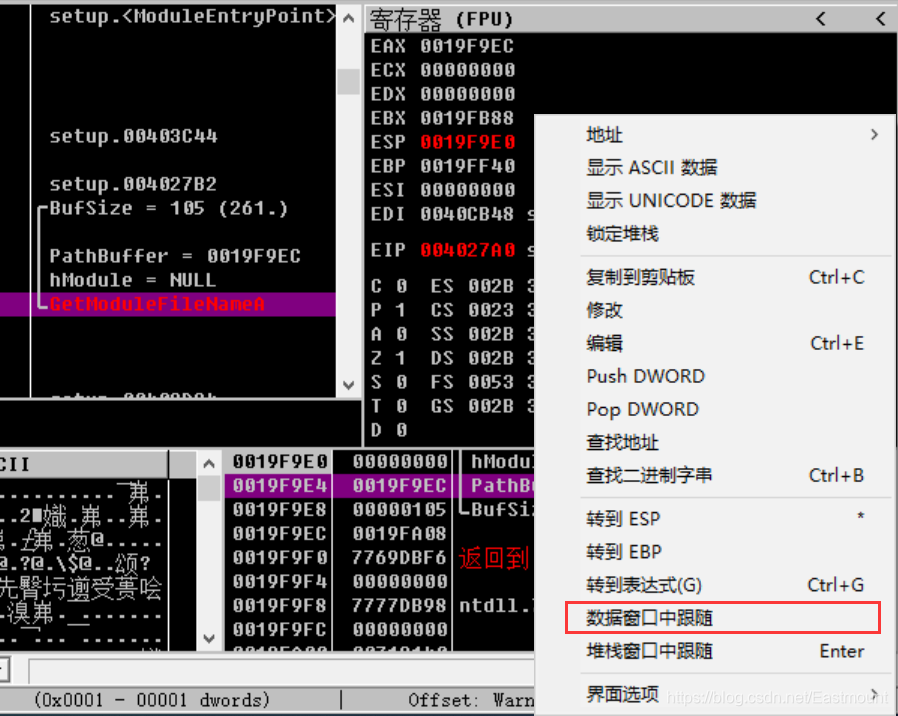 setup.<ModuleEntryPoint>
setup.00403C44
setup.004027B2
BufSize = 105 (261.)
PathBuffer = 0019F9EC
hModule = NULL
GetModuleFileNameA
寄存器 (FPU)
EAX 0019F9EC
ECX 00000000
EDX 00000000
EBX 0019FB88
ESP 0019F9E0
EBP 0019FF40
ESI 00000000
EDI 0040CB48 s
EIP 004027A0 s
C 0 ES 002B 3
P 1 CS 0023 3
A 0 SS 002B 3
Z 1 DS 002B 3
S 0 FS 0053 3
T 0 GS 002B 3
D 0
地址
显示 ASCII 数据
显示 UNICODE 数据
锁定堆栈
复制到剪贴板 Ctrl+C
修改
编辑 Ctrl+E
Push DWORD
Pop DWORD
查找地址
查找二进制字串 Ctrl+B
转到 ESP *
转到 EBP
转到表达式(G) Ctrl+G
数据窗口中跟随
堆栈窗口中跟随 Enter
界面选项
CII
0019F9E0 00000000 hModu
0019F9E4 0019F9EC PathB
0019F9E8 00000105 BufSi
0019F9EC 0019FA08
0019F9F0 7769DBF6 返回到
0019F9F4 00000000
0019F9F8 7777DB98 ntdll.
0019F9FC 00000000
(0x0001 - 00001 dwords)
Offset: Warn
https://blog.csdn.net/Eastmount